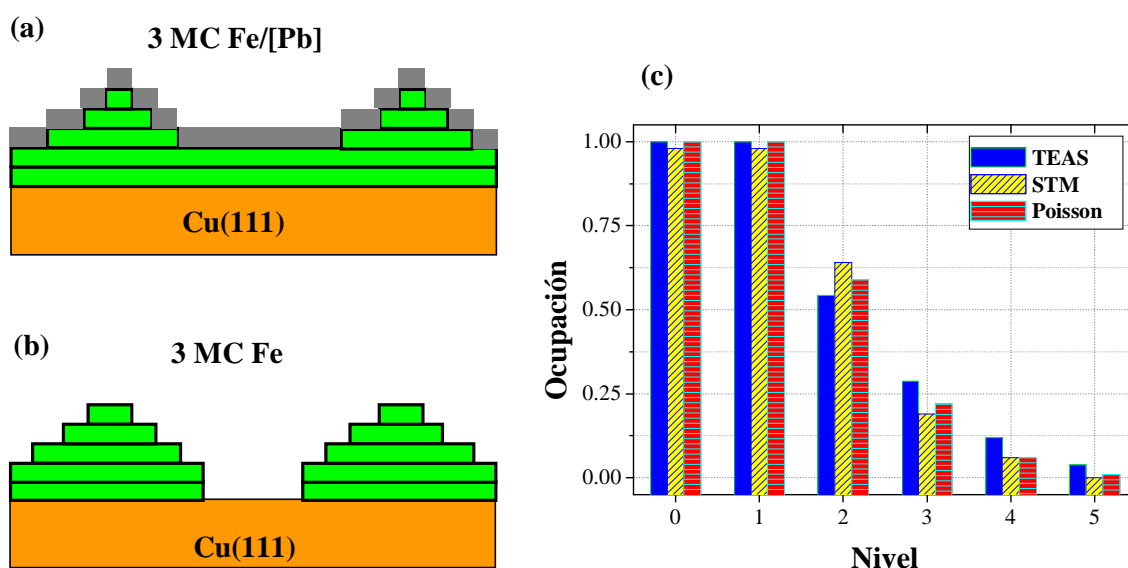 (a)
3 MC Fe/[Pb]
Cu(111)
(b)
3 MC Fe
Cu(111)
(c)
TEAS
STM
Poisson
1.00
0.75
0.50
0.25
0.00
Ocupación
0 1 2 3 4 5
Nivel